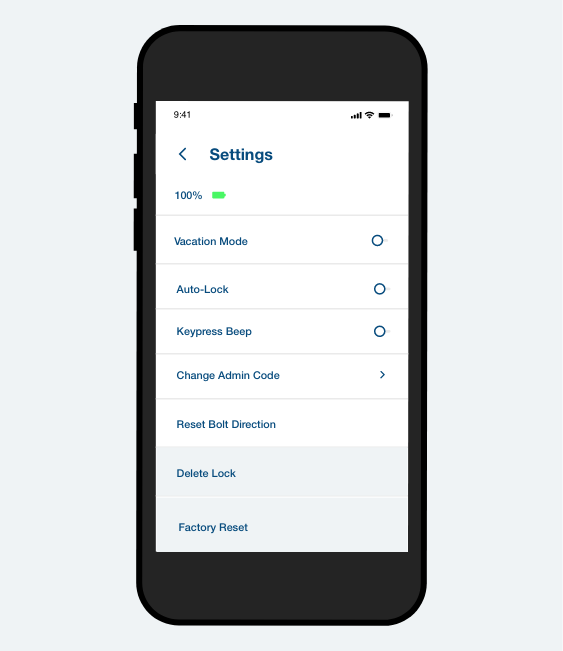 9:41
Settings
100%
Vacation Mode
Auto-Lock
Keypress Beep
Change Admin Code
Reset Bolt Direction
Delete Lock
Factory Reset